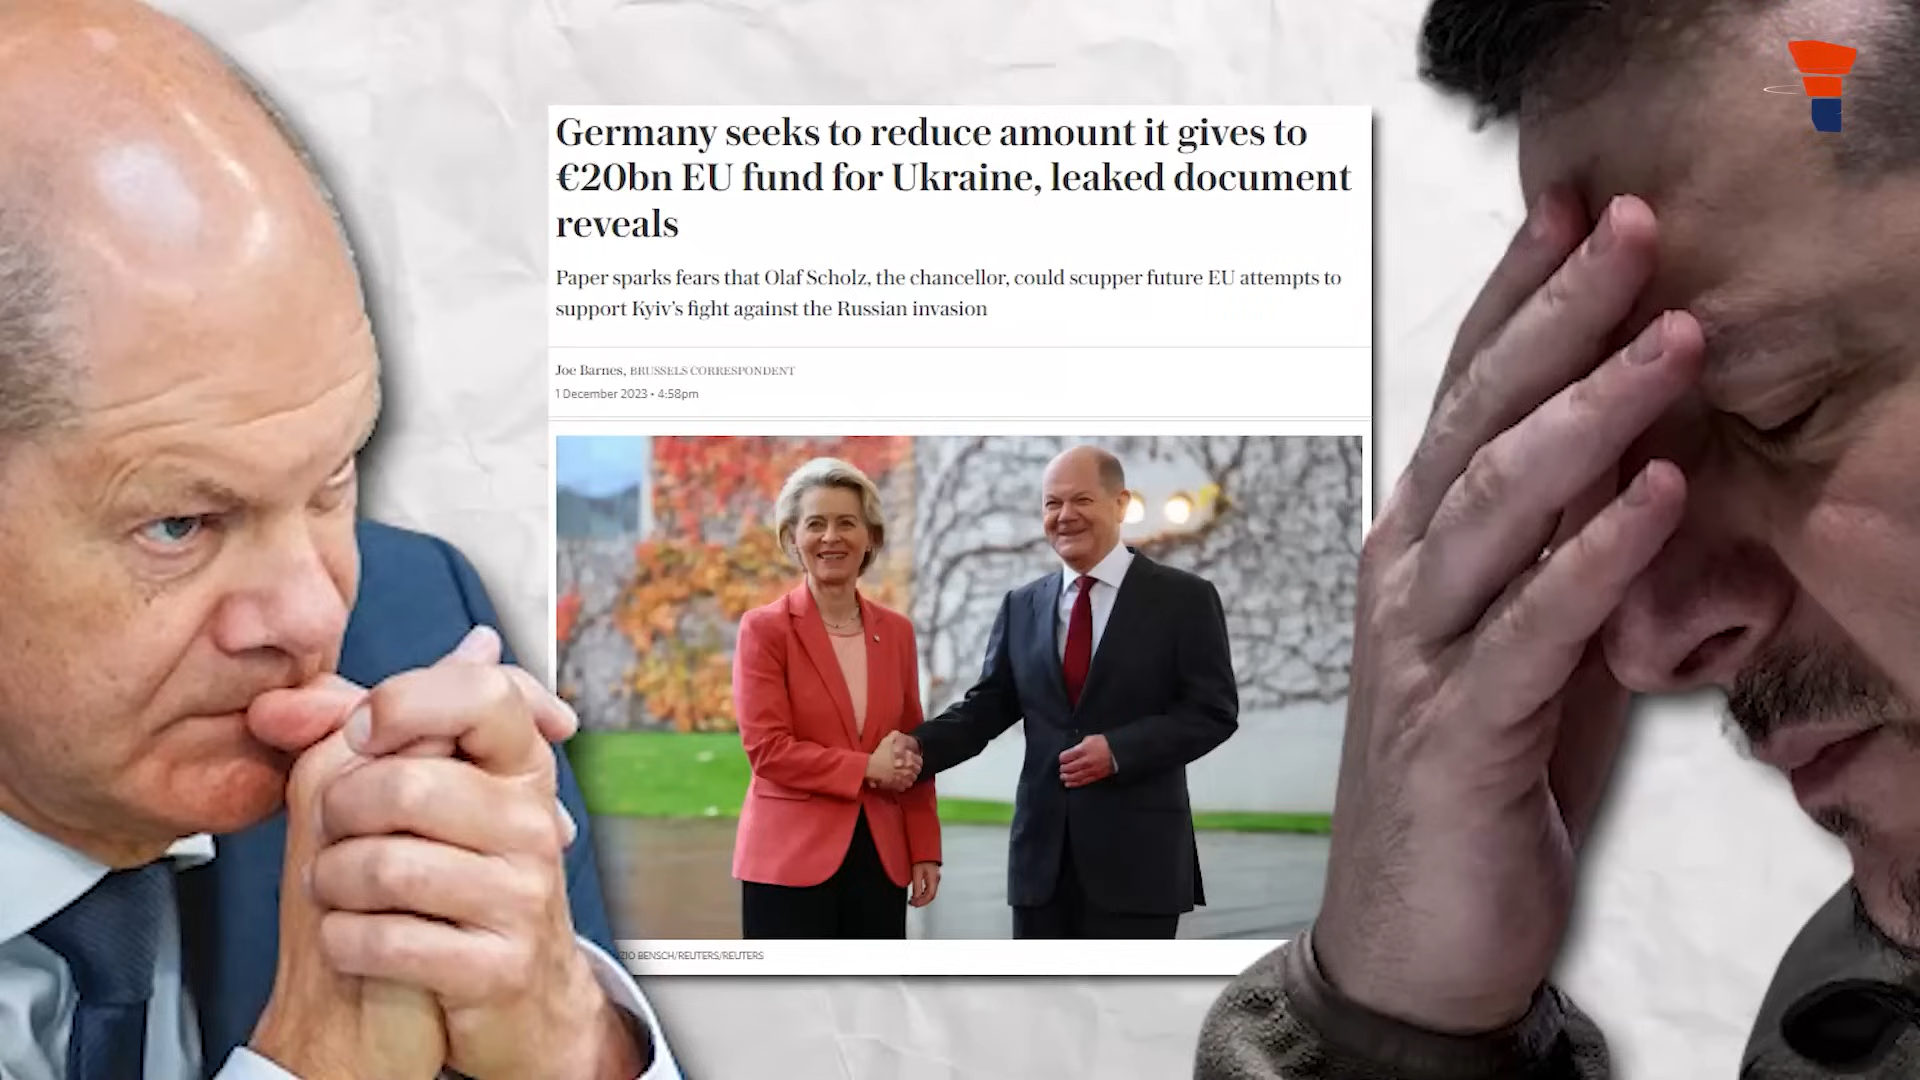 Germany seeks to reduce amount it gives to
€20bn EU fund for Ukraine, leaked document
reveals
Paper sparks fears that Olaf Scholz, the chancellor, could scupper future EU attempts to
support Kyiv's fight against the Russian invasion
Joe Barnes, BRUSSELS CORRESPONDENT
1 December 2023 • 4:58pm
BENSCH/REUTERS/REUTERS